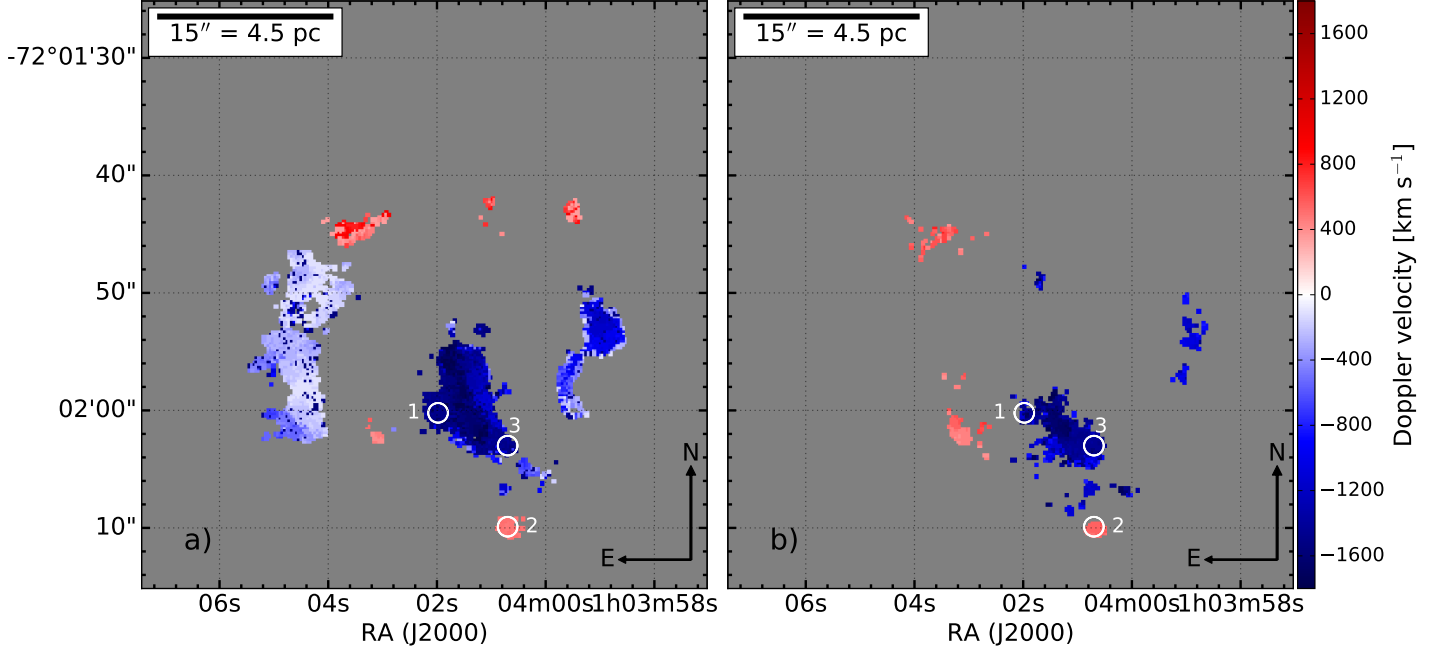 15″ = 4.5 pc
-72°01'30"
40"
50"
02'00"
10"
1
3
2
N
E
a)
06s
04s
02s
04m00s
1h03m58s
RA (J2000)
15″ = 4.5 pc
1
3
2
N
E
b)
06s
04s
02s
04m00s
1h03m58s
RA (J2000)
1600
1200
800
400
0
−400
−800
−1200
−1600
Doppler velocity [km s⁻¹]